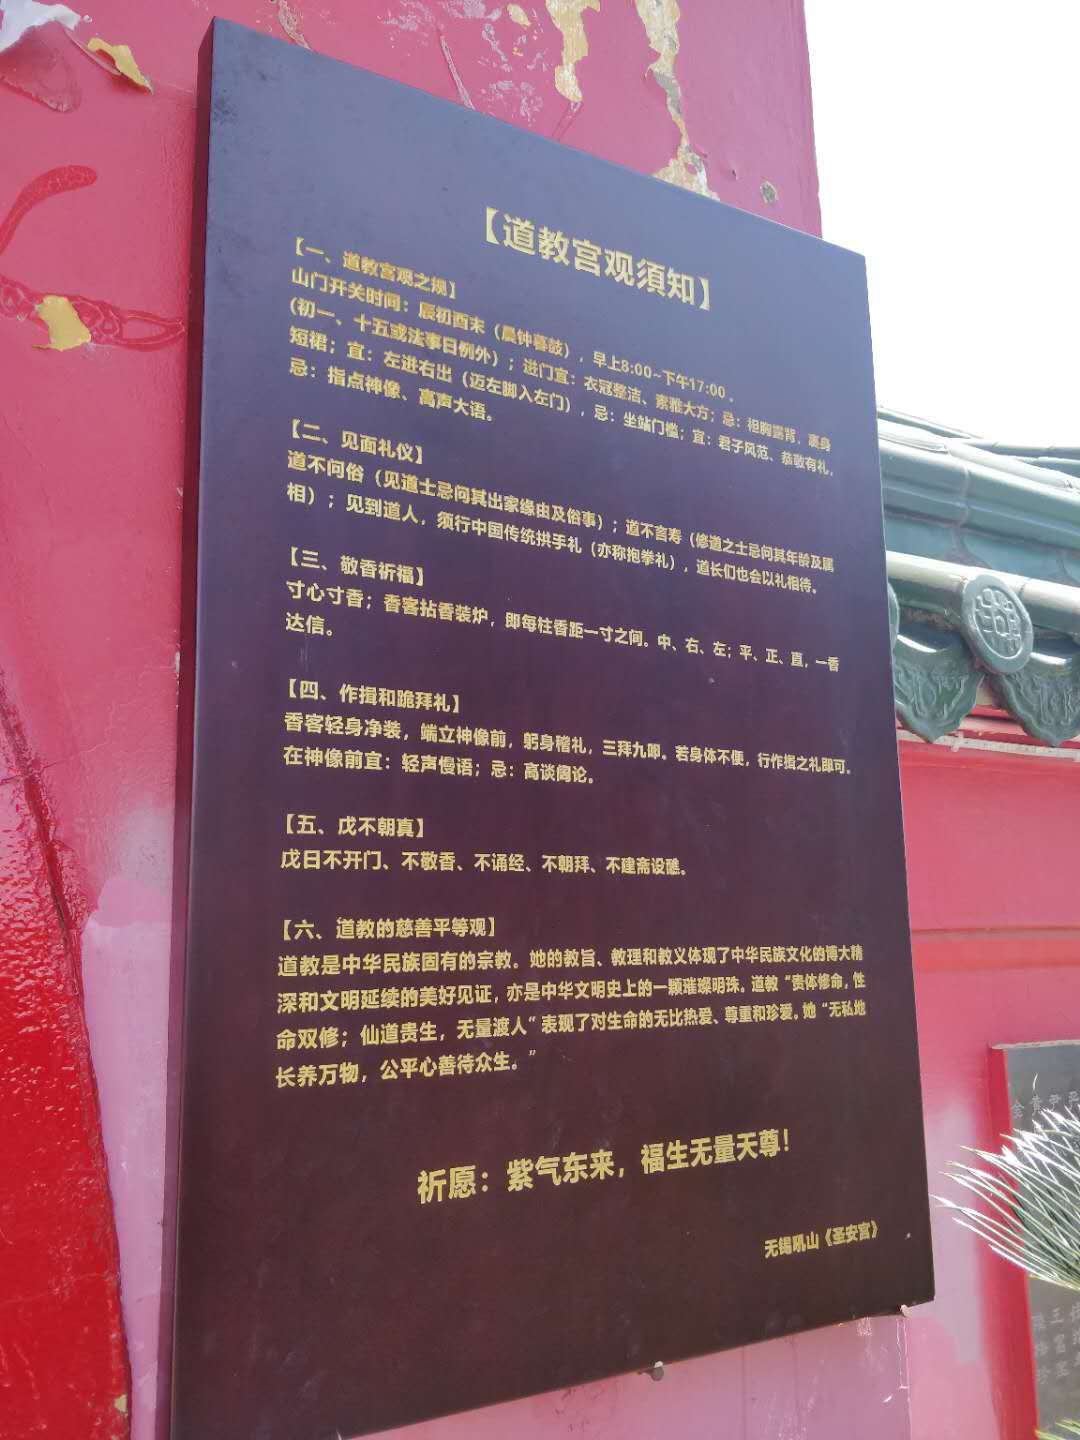 【道教宫观須知】
【一、道教宫观之规】
山门开关时间：辰初酉末（晨钟暮鼓），早上8:00~下午17:00。
(初一、十五或法事日例外）；进门宜：衣冠整洁、素雅大方；忌：袒胸露背，裹身
短裙；宜：左进右出（迈左脚入左门），忌：坐站门槛；宜：君子风范、恭敬有礼，
忌：指点神像、高声大语。
【二、见面礼仪】
道不问俗（见道士忌问其出家缘由及俗事）；道不言寿（修道之士忌问其年龄及属
相）；见到道人，须行中国传统拱手礼（亦称抱拳礼），道长们也会以礼相待。
【三、敬香祈福】
寸心寸香；香客拈香装炉，即每柱香距一寸之间。中、右、左；平、正、直，一香
达信。
【四、作揖和跪拜礼】
香客轻身净装，端立神像前，躬身稽礼，三拜九叩。若身体不便，行作揖之礼即可。
在神像前宜：轻声慢语；忌：高谈阔论。
【五、戊不朝真】
戊日不开门、不敬香、不诵经、不朝拜、不建斋设醮。
【六、道教的慈善平等观】
道教是中华民族固有的宗教。她的教旨、教理和教义体现了中华民族文化的博大精
深和文明延续的美好见证，亦是中华文明史上的一颗璀璨明珠。道教“贵体修命，性
命双修；仙道贵生，无量渡人”表现了对生命的无比热爱、尊重和珍爱。她“无私地
长养万物，公平心善待众生。”
祈愿：紫气东来，福生无量天尊！
无锡吼山《圣安宫》